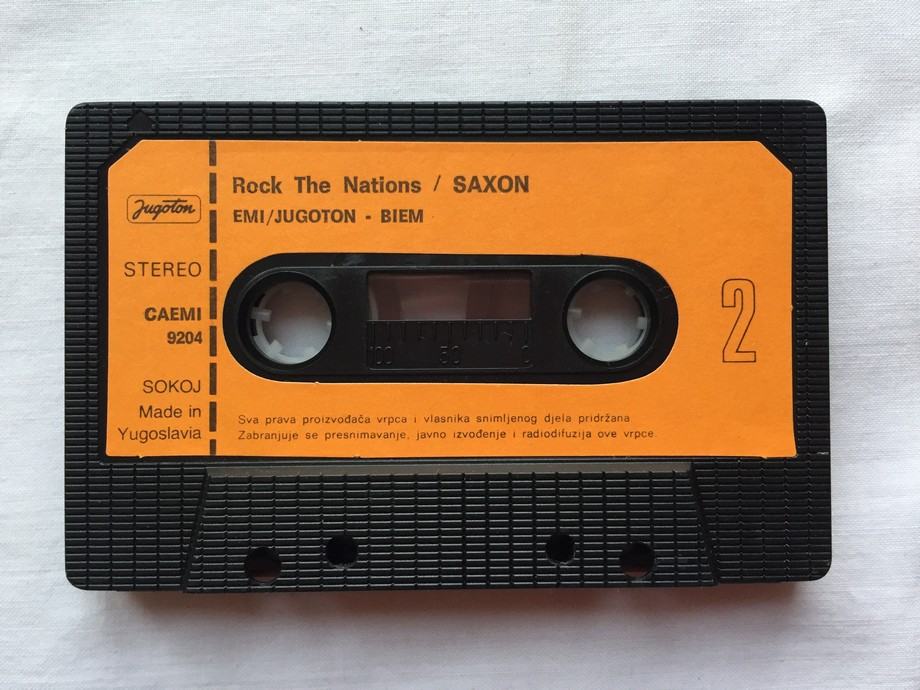 Jugoton
STEREO
CAEMI
9204
SOKOJ
Made in
Yugoslavia
Rock The Nations / SAXON
EMI/JUGOTON - BIEM
100 50 0
2
Sva prava proizvođača vrpca i vlasnika snimljenog djela pridržana
Zabranjuje se presnimavanje, javno izvođenje i radiodifuzija ove vrpce.